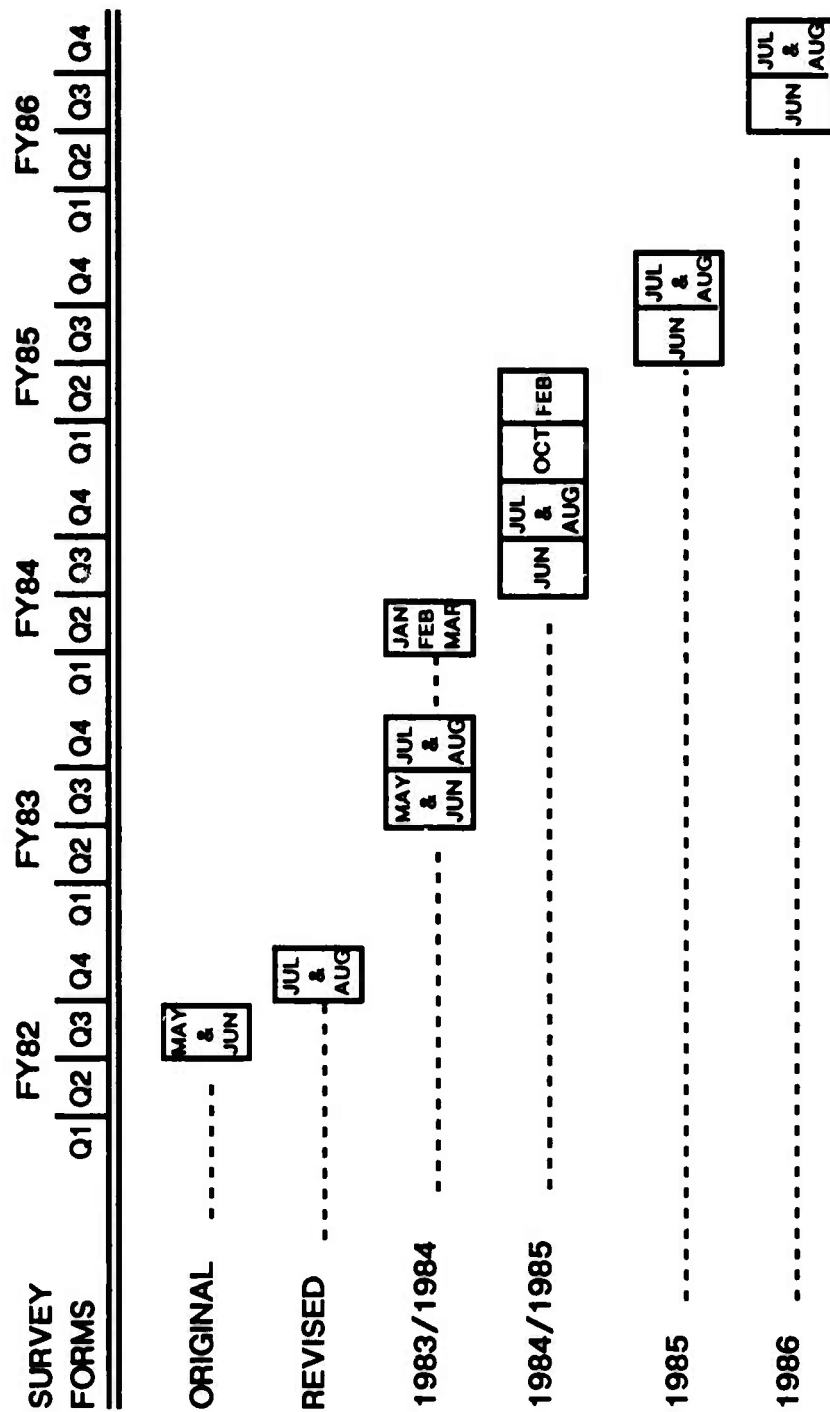 SURVEY FY82 FY83 FY84 FY85 FY86
FORMS Q1 Q2 Q3 Q4 Q1 Q2 Q3 Q4 Q1 Q2 Q3 Q4 Q1 Q2 Q3 Q4 Q1 Q2 Q3 Q4
ORIGINAL
MAY
&
JUN
REVISED
JUL
&
AUG
1983/1984
MAY
&
JUN
JUL
&
AUG
JAN
FEB
MAR
1984/1985
JUN
JUL
&
AUG
OCT
FEB
1985
JUN
JUL
&
AUG
1986
JUN
JUL
&
AUG